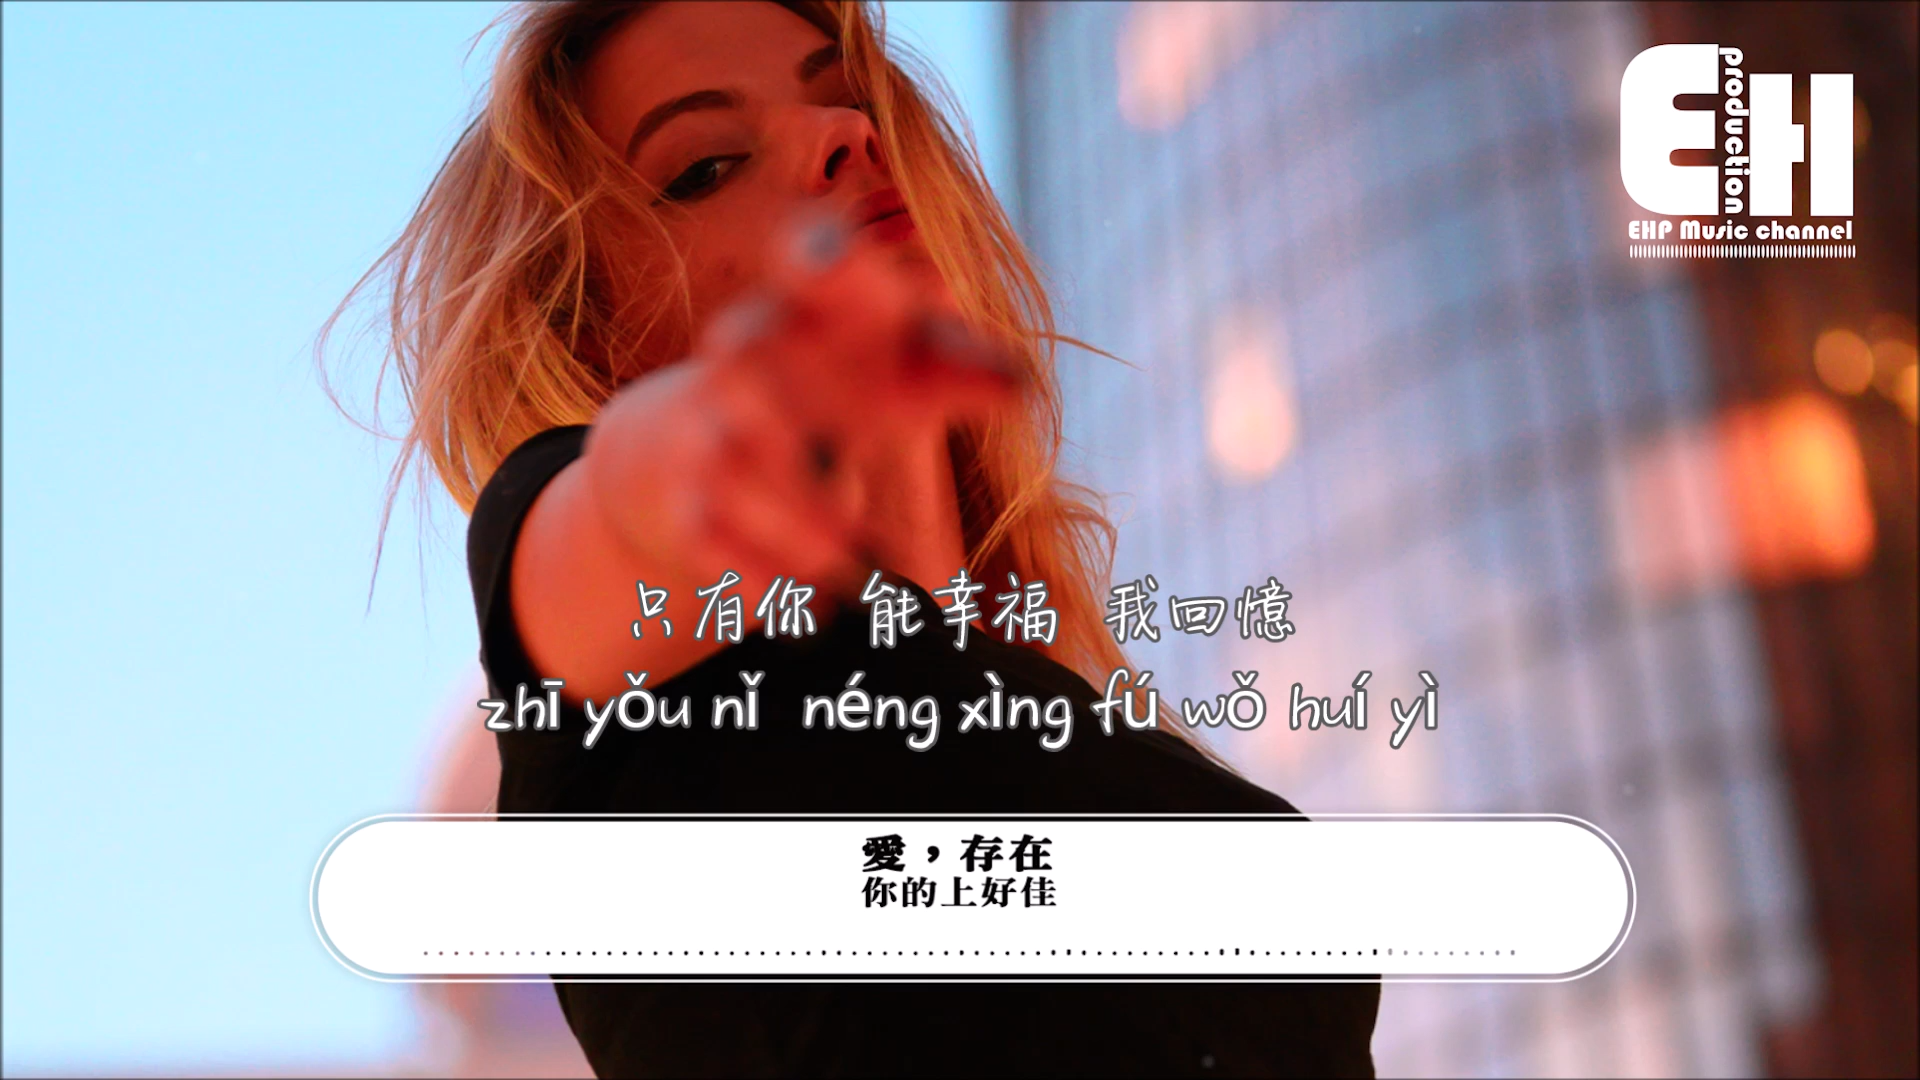 EH
production
EHP Music channel
只有你 能幸福 我回憶
zhī yǒu nǐ néng xìng fú wǒ huí yì
愛，存在
你的上好佳